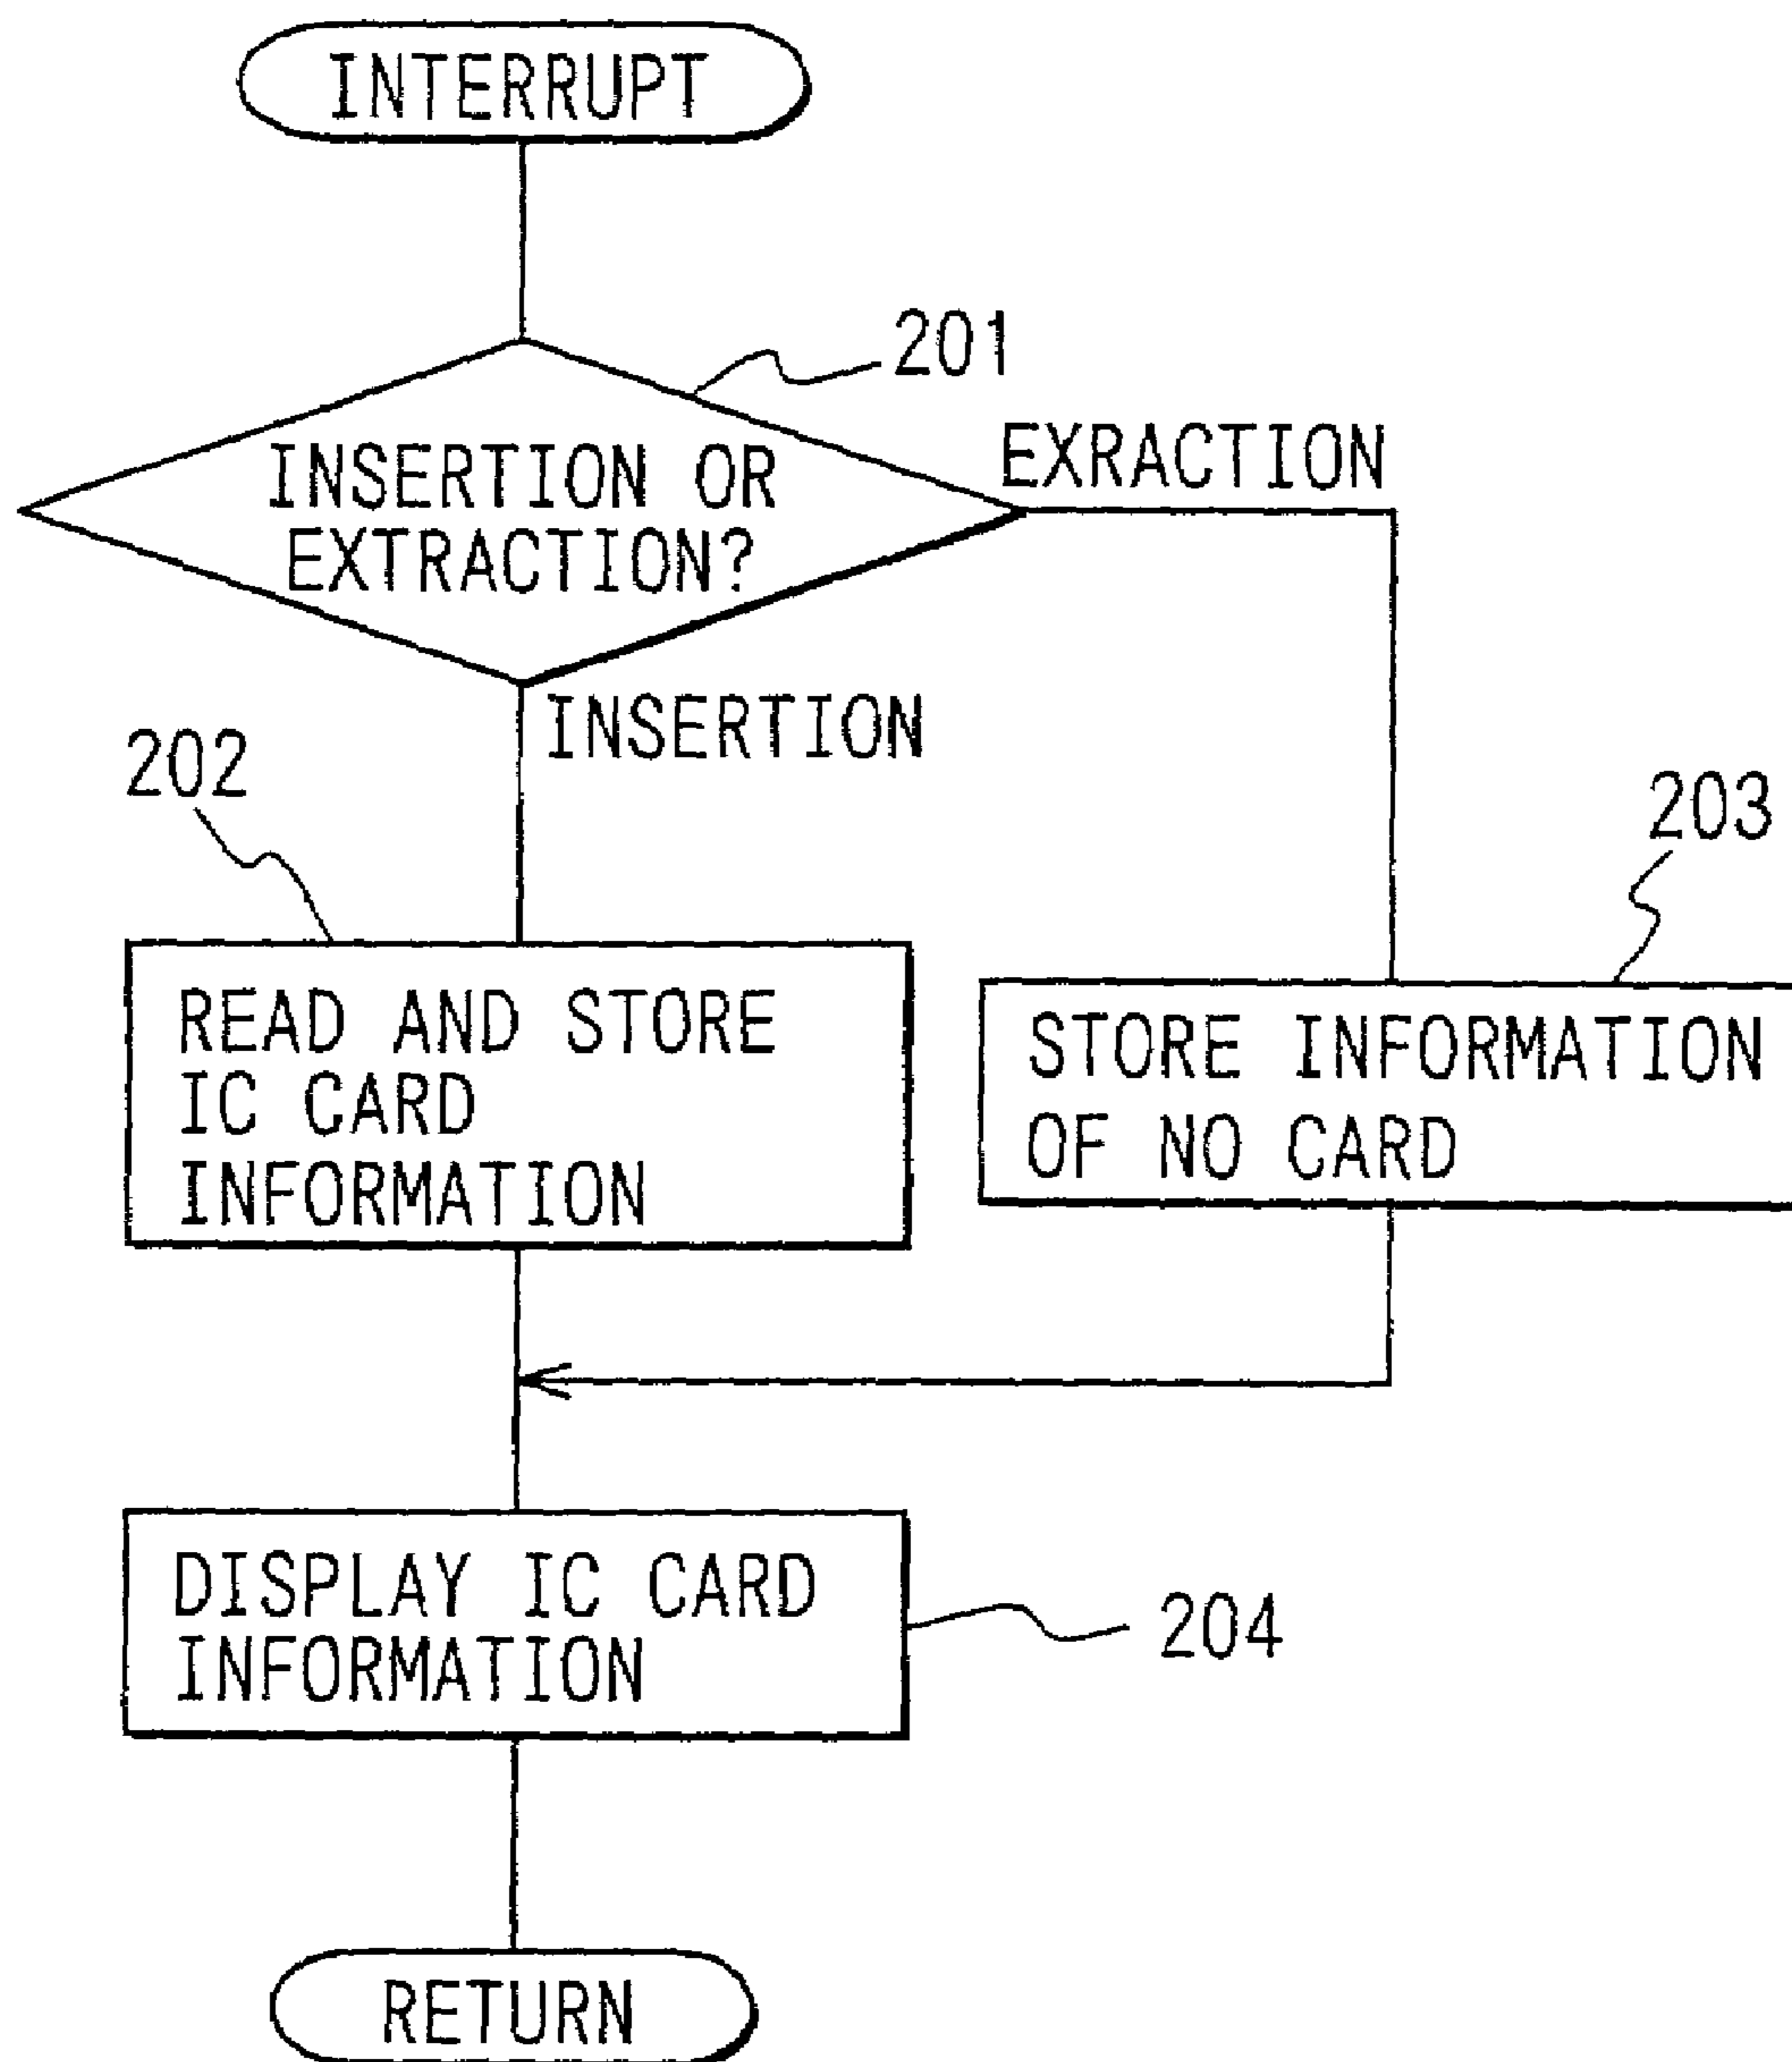 INTERRUPT
201
INSERTION OR
EXTRACTION?
EXRACTION
INSERTION
202
203
READ AND STORE
IC CARD
INFORMATION
STORE INFORMATION
OF NO CARD
DISPLAY IC CARD
INFORMATION
204
RETURN